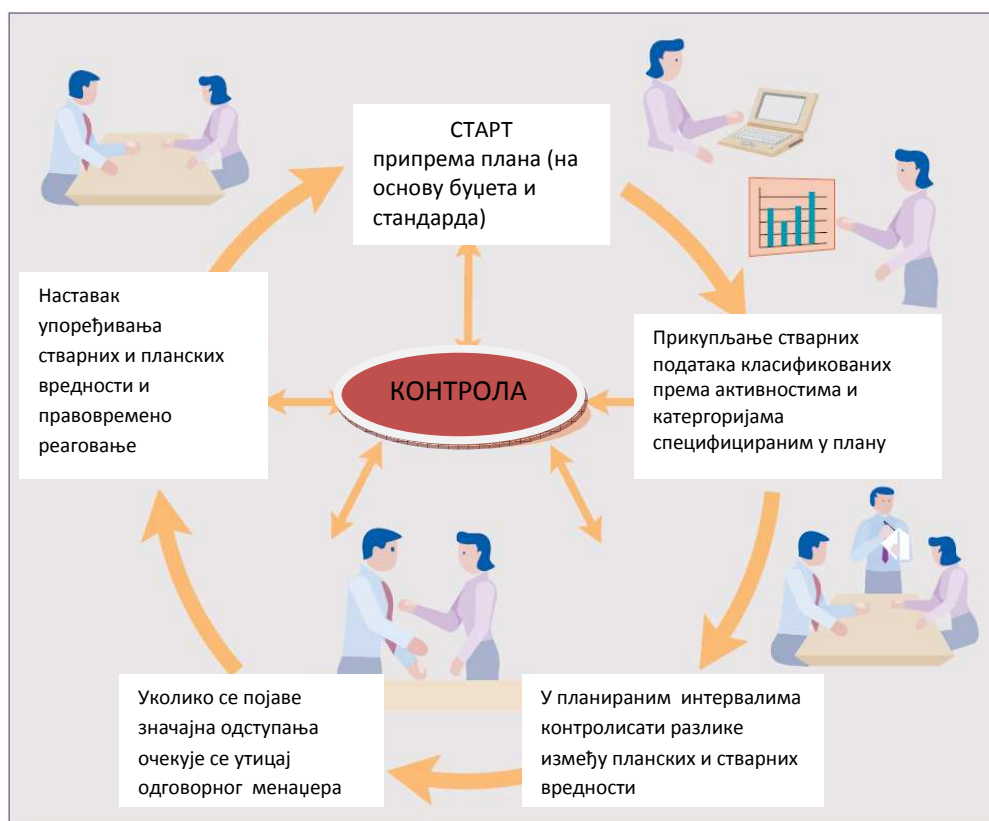 СТАРТ
припрема плана (на
основу буџета и
стандарда)
Прикупљање стварних
података класификованих
према активностима и
катергоријама
специфицираним у плану
У планираним интервалима
контролисати разлике
између планских и стварних
вредности
Уколико се појаве
значајна одступања
очекује се утицај
одговорног менаџера
Наставак
упоређивања
стварних и планских
вредности и
правовремено
реаговање
КОНТРОЛА